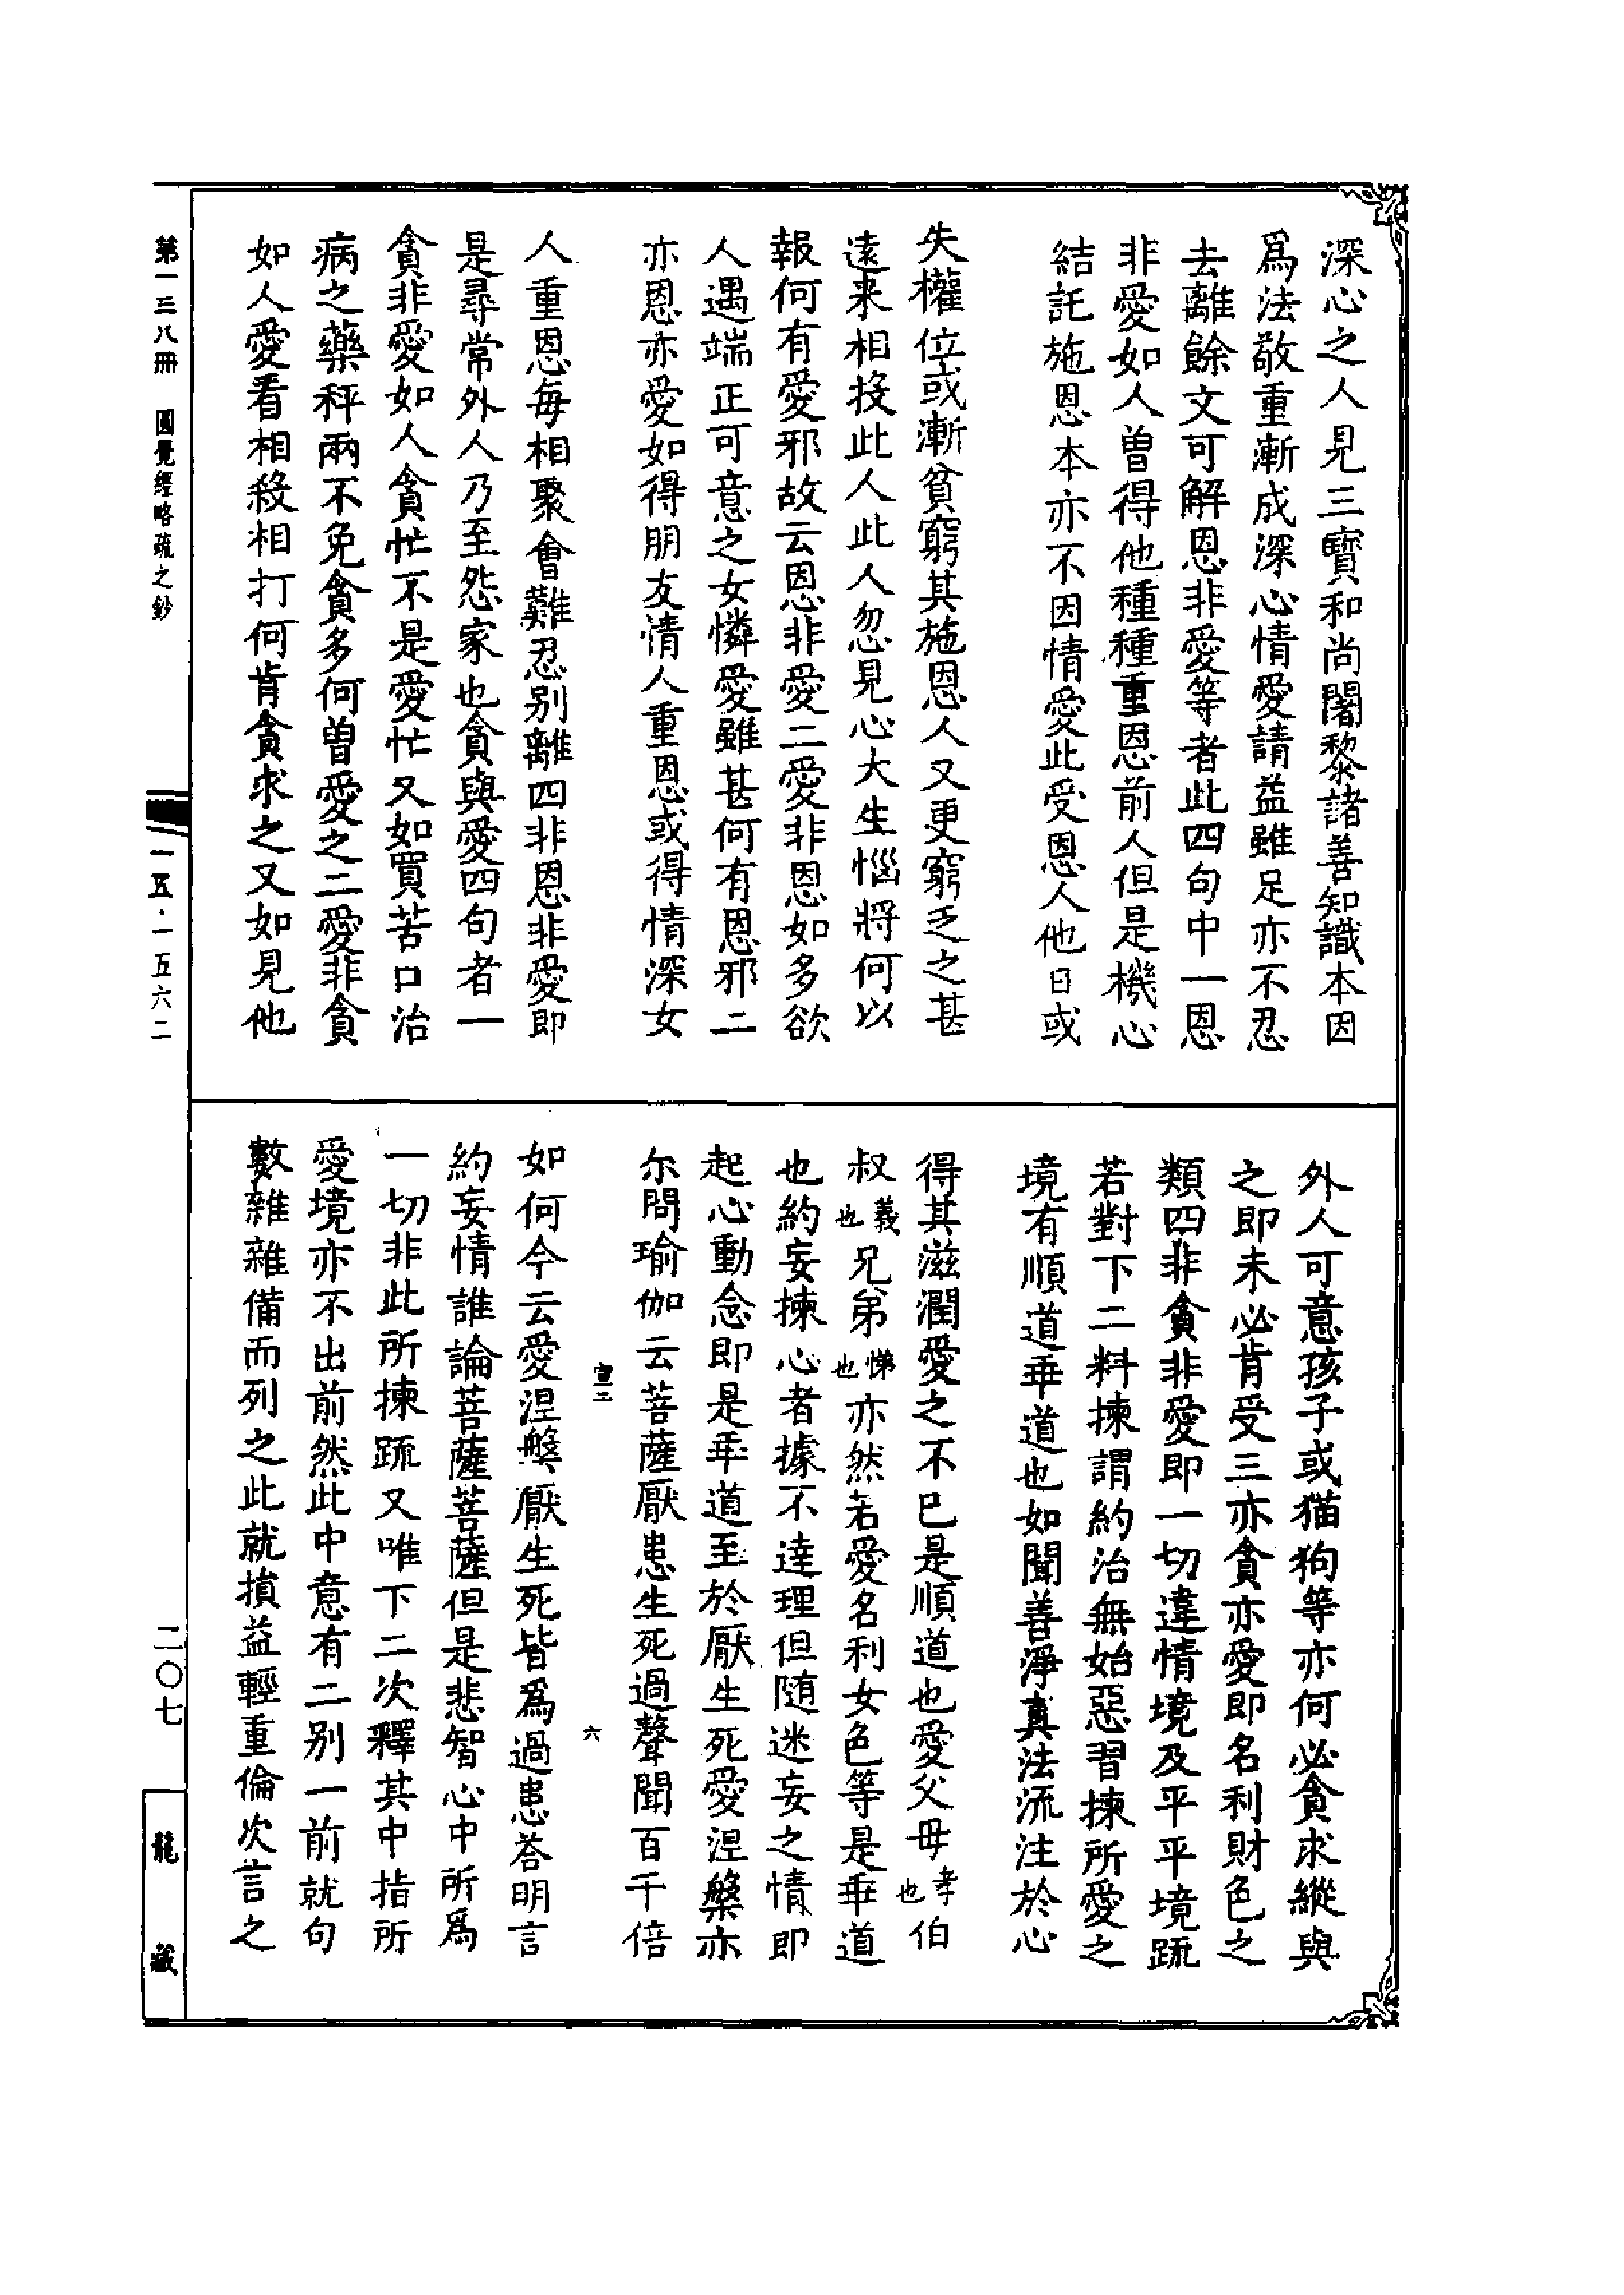 深心之人見三寶和尚闍黎諸善知識本因
爲法敬重漸成深心情愛請益雖足亦不忍
去離餘文可解恩非愛等者此四句中一恩
非愛如人曾得他種種重恩前人但是機心
結託施恩本亦不因情愛此受恩人他日或
失權位或漸貧窮其施恩人又更窮乏之甚
遠來相投此人此人忽見心大生惱將何以
報何有愛邪故云恩非愛二愛非恩如多欲
人遇端正可意之女憐愛雖甚何有恩邪二
亦恩亦愛如得朋友情人重恩或得情深女
人重恩每相聚會難忍别離四非恩非愛即
是尋常外人乃至怨家也貪與愛四句者一
貪非愛如人貪忙不是愛忙又如買苦口治
病之藥秤兩不免貪多何曾愛之二愛非貪
如人愛看相殺相打何肯貪求之又如見他
外人可意孩子或猫狗等亦何必貪求縱與
之即未必肯受三亦貪亦愛即名利財色之
類四非貪非愛即一切違情境及平平境䟽
若對下二料揀謂約治無始惡習揀所愛之
境有順道乖道也如聞善淨真法流注於心
得其滋潤愛之不已是順道也愛父母孝也伯
叔義也兄弟悌也亦然若愛名利女色等是乖道
也約妄揀心者據不達理但随迷妄之情即
起心動念即是乖道至於厭生死愛涅槃亦
尔問瑜伽云菩薩厭患生死過聲聞百千倍
如何今云愛涅槃厭生死皆爲過患答明言
約妄情誰論菩薩菩薩但是悲智心中所爲
一切非此所揀䟽又唯下二次釋其中指所
愛境亦不出前然此中意有二别一前就句
數雜雜備而列之此就損益輕重倫次言之
壹二
六
第一三八冊 圓覺經略疏之鈔
一五·一五六二
二〇七
龍藏